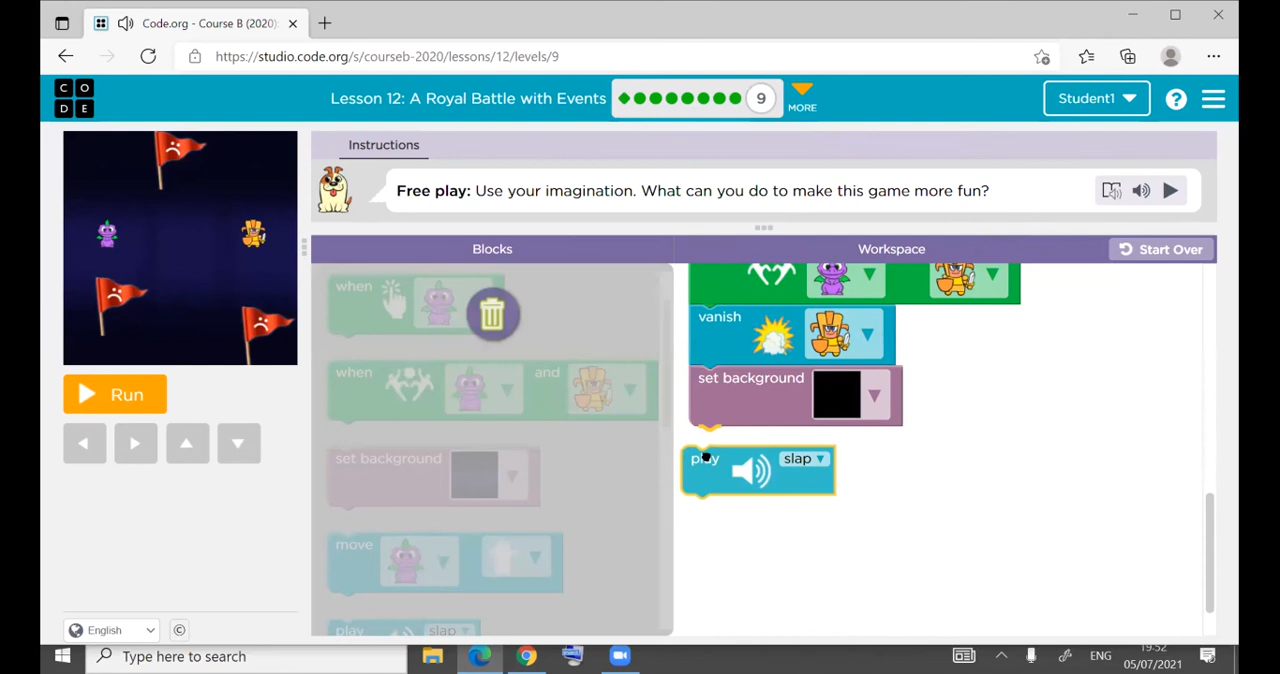 Code.org - Course B (2020)
https://studio.code.org/s/courseb-2020/lessons/12/levels/9
C O
D E
Lesson 12: A Royal Battle with Events
9
MORE
Student1
?
Instructions
Free play: Use your imagination. What can you do to make this game more fun?
Blocks
Workspace
Start Over
when
when
and
set background
move
play
slap
vanish
set background
play
slap
Run
English
©
Type here to search
ENG
19:52
05/07/2021